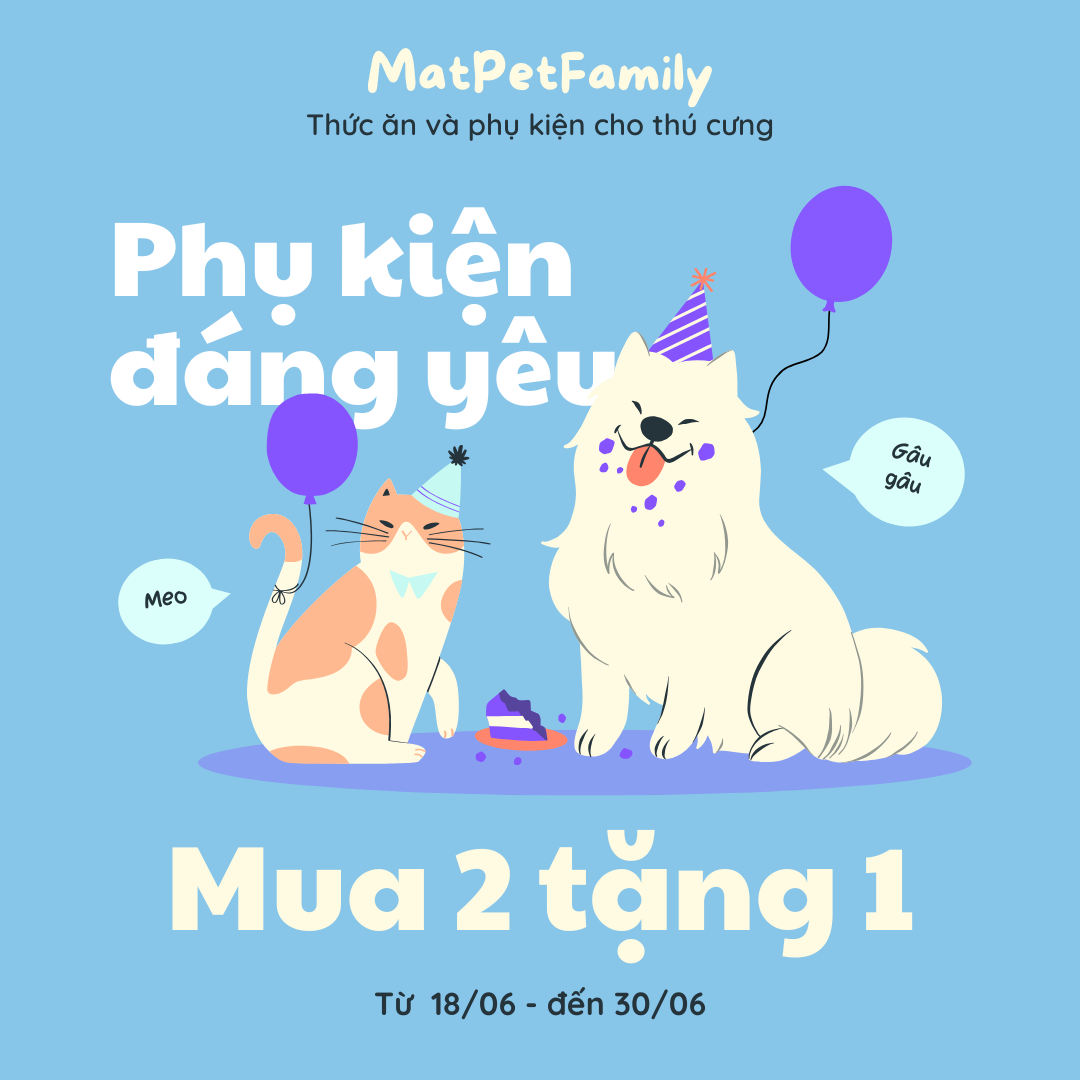 MatPetFamily
Thức ăn và phụ kiện cho thú cưng
Phụ kiện
đáng yêu
Gâu
gâu
Meo
Mua 2 tặng 1
Từ 18/06 - đến 30/06